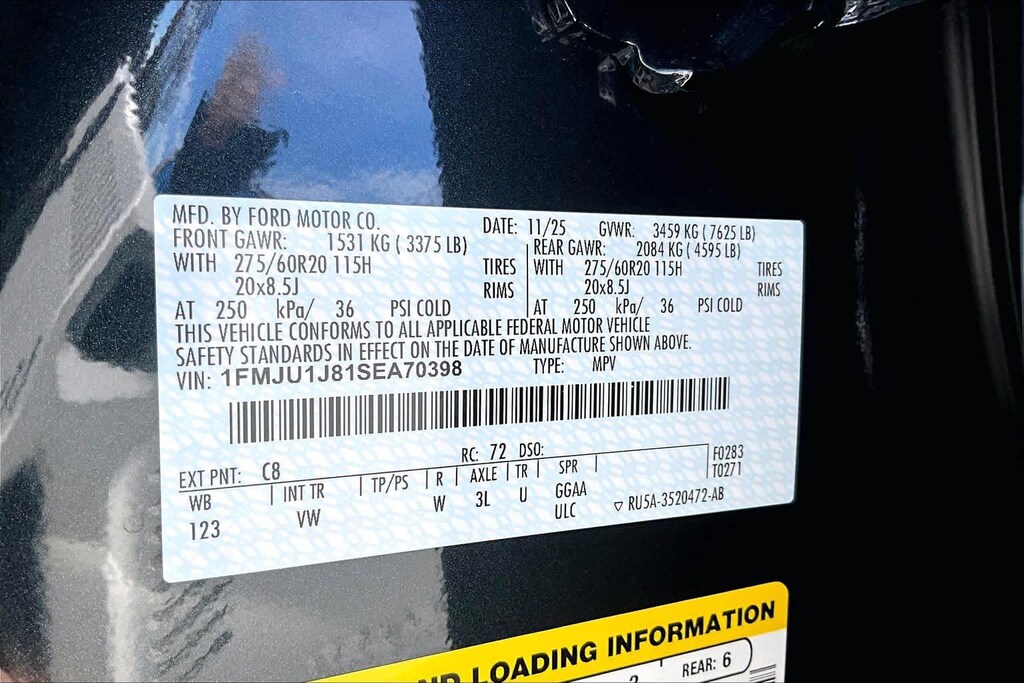 MFD. BY FORD MOTOR CO. DATE: 11/25 GVWR: 3459 KG ( 7625 LB)
FRONT GAWR: 1531 KG ( 3375 LB) REAR GAWR: 2084 KG ( 4595 LB)
WITH 275/60R20 115H TIRES WITH 275/60R20 115H TIRES
20x8.5J RIMS 20x8.5J RIMS
AT 250 kPa/ 36 PSI COLD AT 250 kPa/ 36 PSI COLD
THIS VEHICLE CONFORMS TO ALL APPLICABLE FEDERAL MOTOR VEHICLE
SAFETY STANDARDS IN EFFECT ON THE DATE OF MANUFACTURE SHOWN ABOVE.
VIN: 1FMJU1J81SEA70398 TYPE: MPV
RC: 72 DSO: F0283
EXT PNT: C8 T0271
WB INT TR TP/PS R AXLE TR SPR
123 VW W 3L U GGAA
ULC ▽ RU5A-3520472-AB
LOADING INFORMATION
REAR: 6